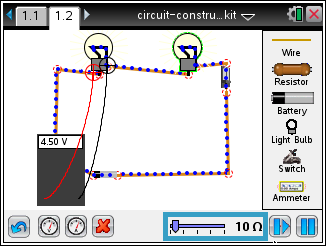 1.1 1.2 circuit-constru...kit
Wire
Resistor
Battery
Light Bulb
Switch
Ammeter
4.50 V
10 Ω